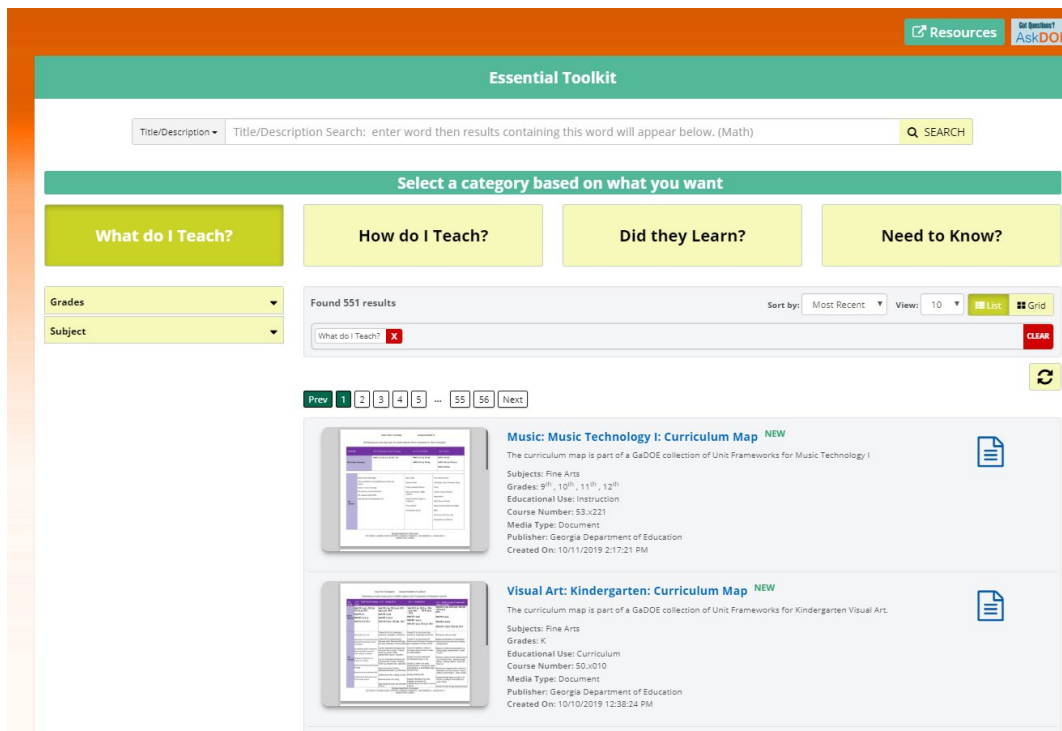 Resources
Got Questions?
AskDOE
Essential Toolkit
Title/Description
Title/Description Search: enter word then results containing this word will appear below. (Math)
SEARCH
Select a category based on what you want
What do I Teach?
How do I Teach?
Did they Learn?
Need to Know?
Grades
Subject
Found 551 results
Sort by: Most Recent View: 10 List Grid
What do I Teach? X
CLEAR
Prev 1 2 3 4 5 ... 55 56 Next
Music: Music Technology I: Curriculum Map NEW
The curriculum map is part of a GaDOE collection of Unit Frameworks for Music Technology I
Subjects: Fine Arts
Grades: 9th , 10th , 11th , 12th
Educational Use: Instruction
Course Number: 53.x221
Media Type: Document
Publisher: Georgia Department of Education
Created On: 10/11/2019 2:17:21 PM
Visual Art: Kindergarten: Curriculum Map NEW
The curriculum map is part of a GaDOE collection of Unit Frameworks for Kindergarten Visual Art.
Subjects: Fine Arts
Grades: K
Educational Use: Curriculum
Course Number: 50.x010
Media Type: Document
Publisher: Georgia Department of Education
Created On: 10/10/2019 12:38:24 PM